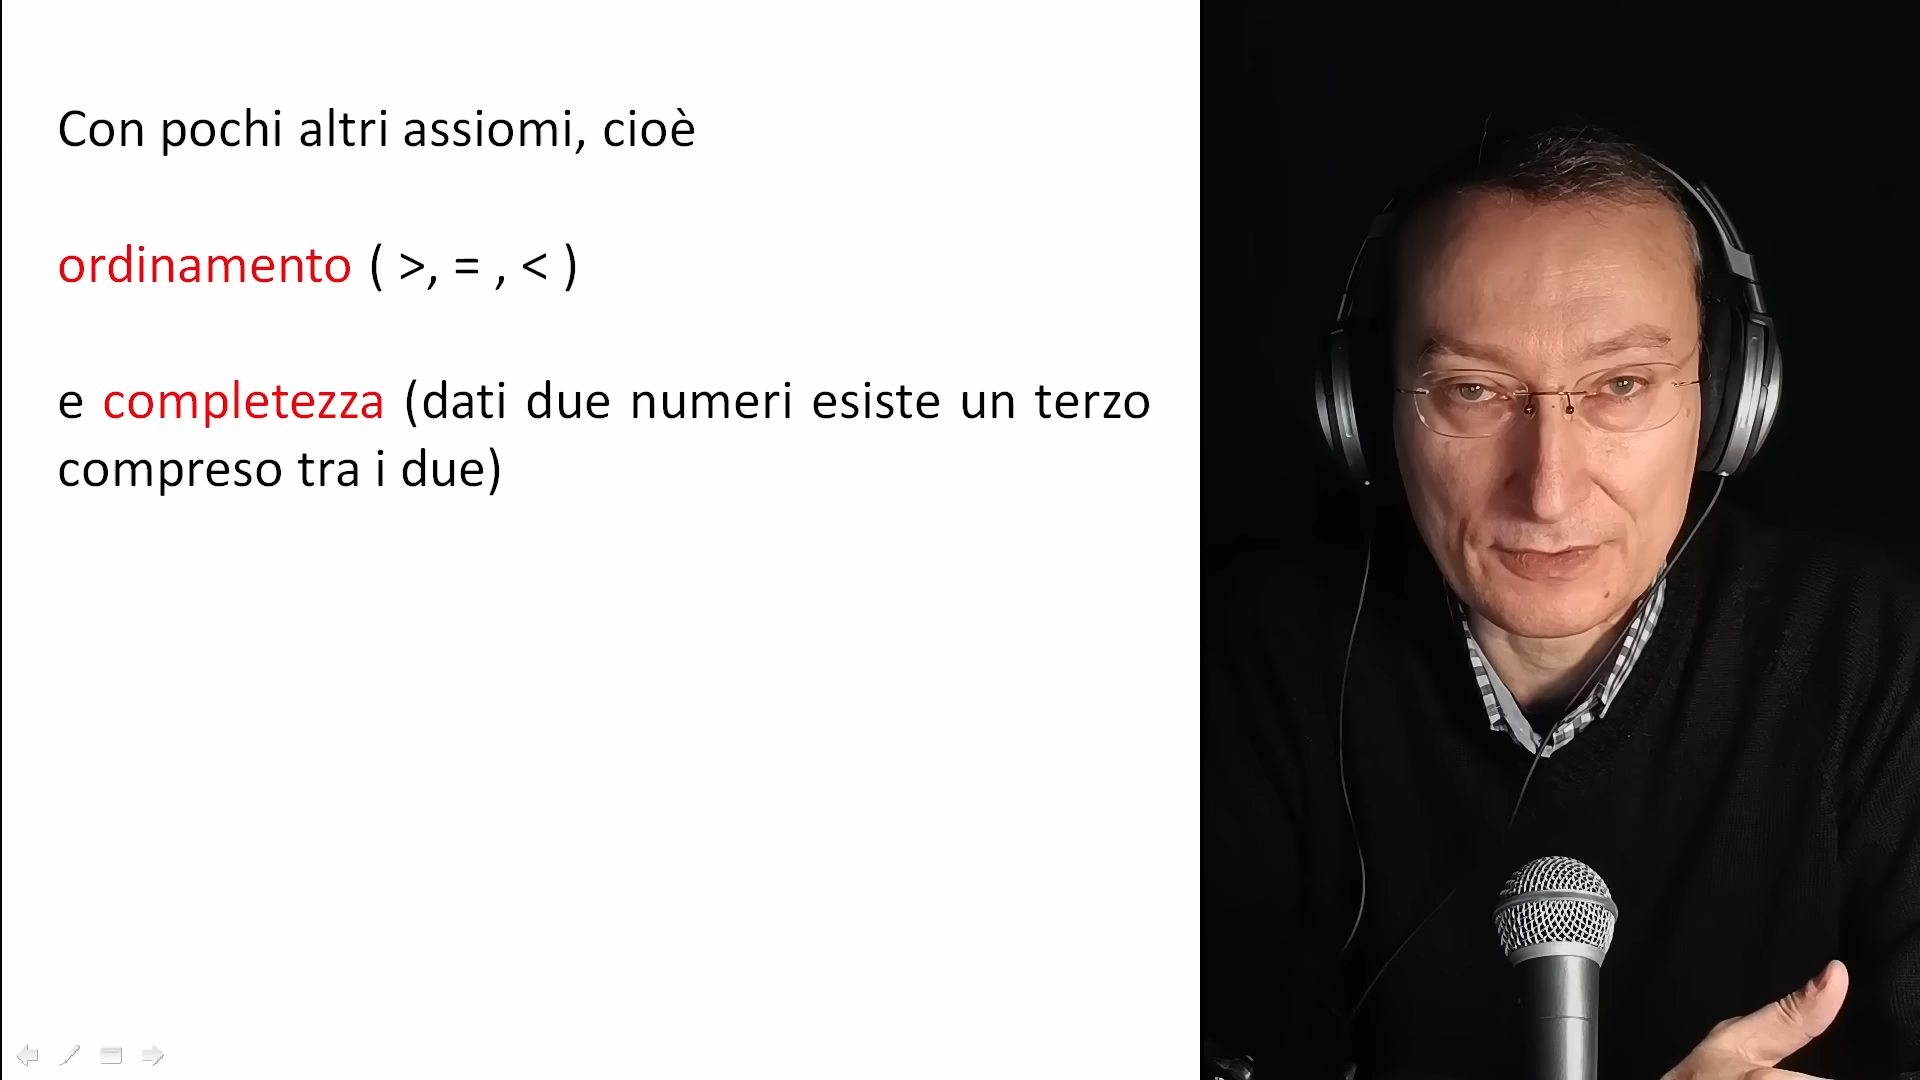 Con pochi altri assiomi, cioè
ordinamento ( >, = , < )
e completezza (dati due numeri esiste un terzo
compreso tra i due)